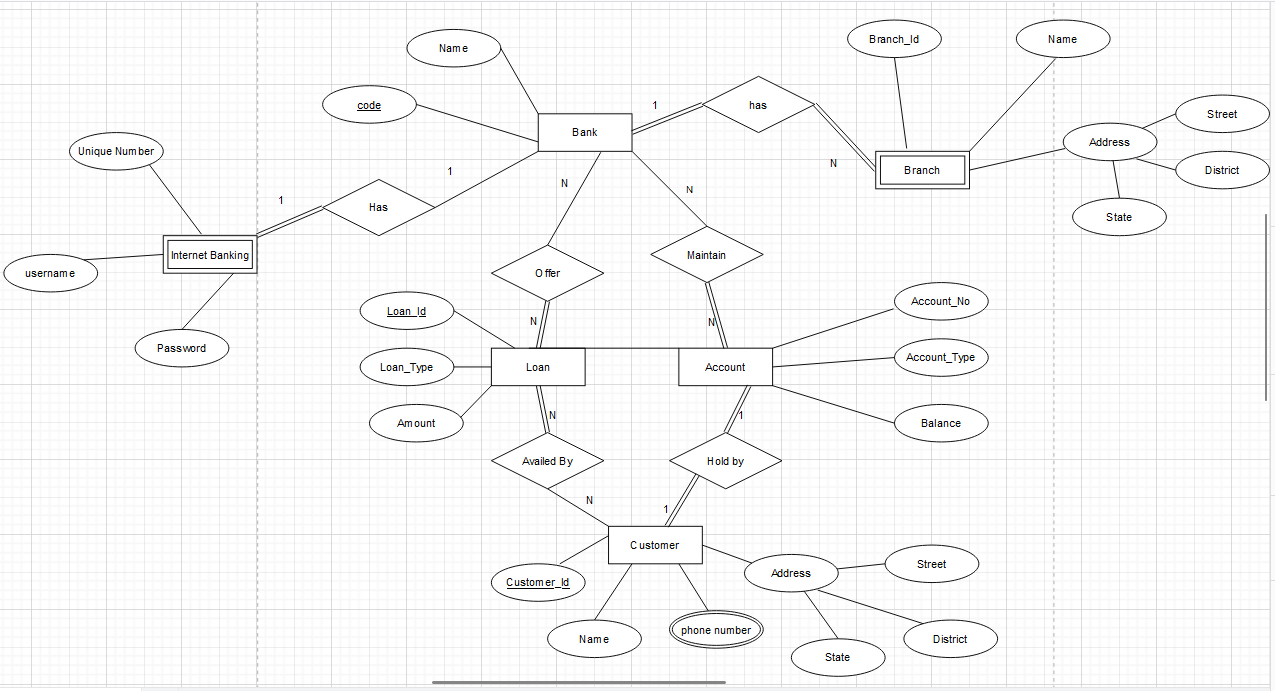 Branch_Id
Name
Name
code
1
has
Street
Bank
Address
Unique Number
N
Branch
District
1
N
N
1
Has
State
Internet Banking
Offer
Maintain
username
Account_No
Loan_Id
N
N
Password
Loan_Type
Loan
Account
Account_Type
Amount
N
1
Balance
Availed By
Hold by
N
1
Customer
Street
Address
Customer_Id
Name
phone number
District
State